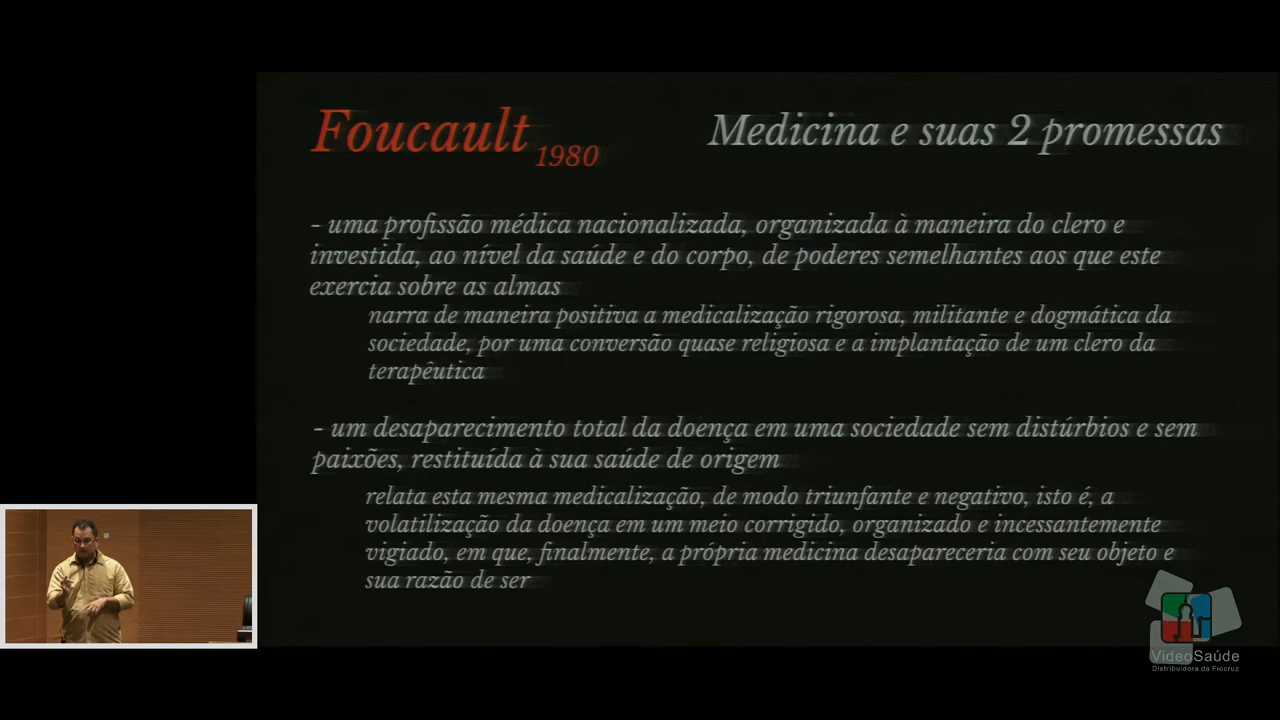 Foucault 1980
Medicina e suas 2 promessas
- uma profissão médica nacionalizada, organizada à maneira do clero e
investida, ao nível da saúde e do corpo, de poderes semelhantes aos que este
exercia sobre as almas
narra de maneira positiva a medicalização rigorosa, militante e dogmática da
sociedade, por uma conversão quase religiosa e a implantação de um clero da
terapêutica
- um desaparecimento total da doença em uma sociedade sem distúrbios e sem
paixões, restituída à sua saúde de origem
relata esta mesma medicalização, de modo triunfante e negativo, isto é, a
volatilização da doença em um meio corrigido, organizado e incessantemente
vigiado, em que, finalmente, a própria medicina desapareceria com seu objeto e
sua razão de ser
VideoSaúde
Distribuidora da Fiocruz